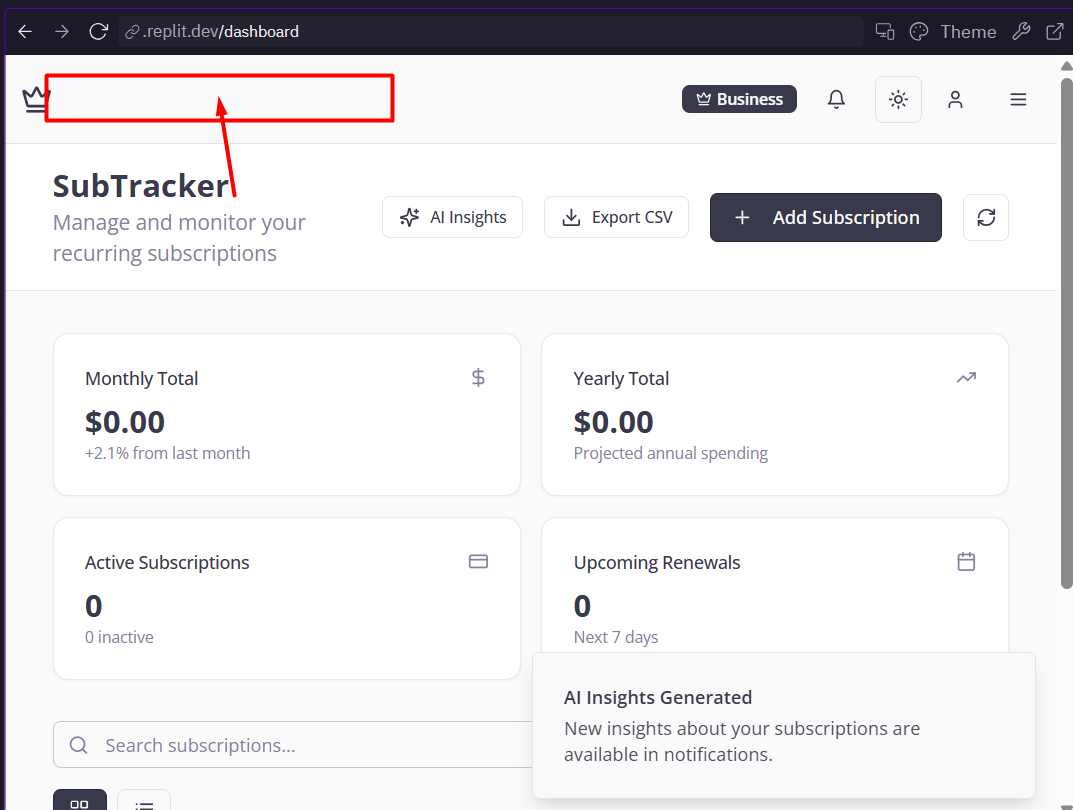 .replit.dev/dashboard
Theme
Business
SubTracker
Manage and monitor your
recurring subscriptions
AI Insights
Export CSV
Add Subscription
Monthly Total
$0.00
+2.1% from last month
Yearly Total
$0.00
Projected annual spending
Active Subscriptions
0
0 inactive
Upcoming Renewals
0
Next 7 days
AI Insights Generated
New insights about your subscriptions are
available in notifications.
Search subscriptions...